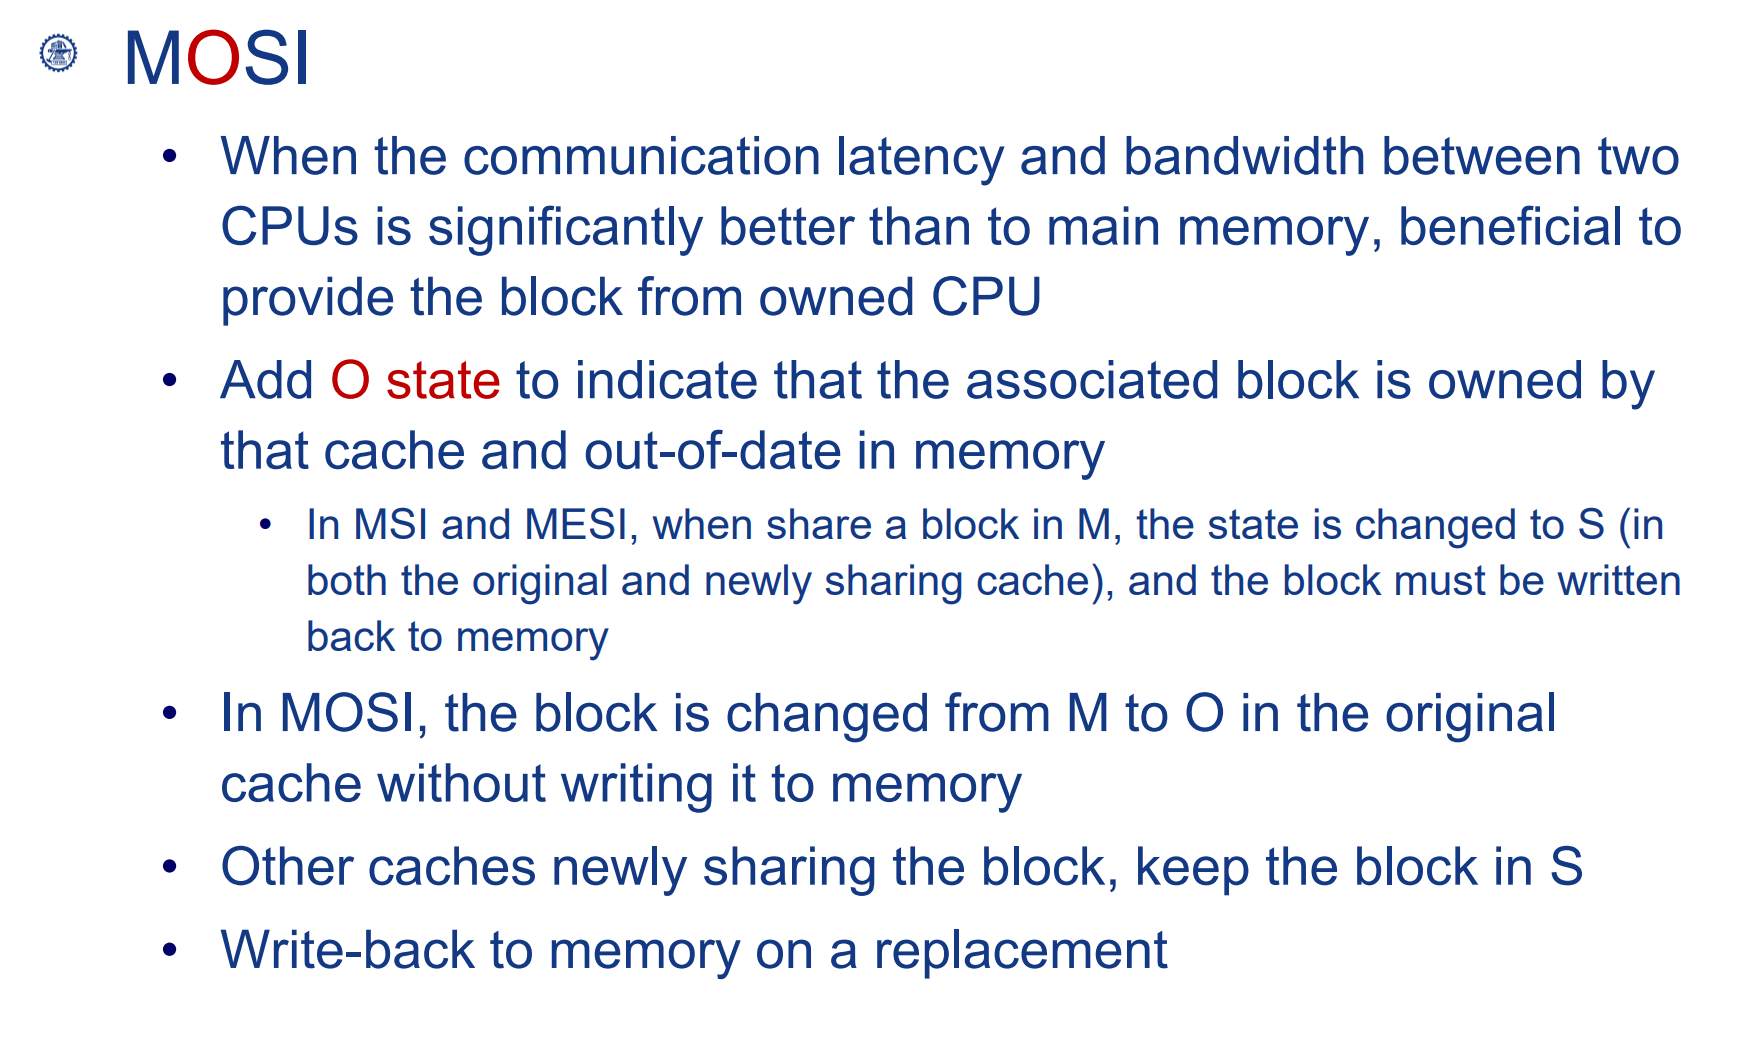 MOSI
• When the communication latency and bandwidth between two
CPUs is significantly better than to main memory, beneficial to
provide the block from owned CPU
• Add O state to indicate that the associated block is owned by
that cache and out-of-date in memory
• In MSI and MESI, when share a block in M, the state is changed to S (in
both the original and newly sharing cache), and the block must be written
back to memory
• In MOSI, the block is changed from M to O in the original
cache without writing it to memory
• Other caches newly sharing the block, keep the block in S
• Write-back to memory on a replacement